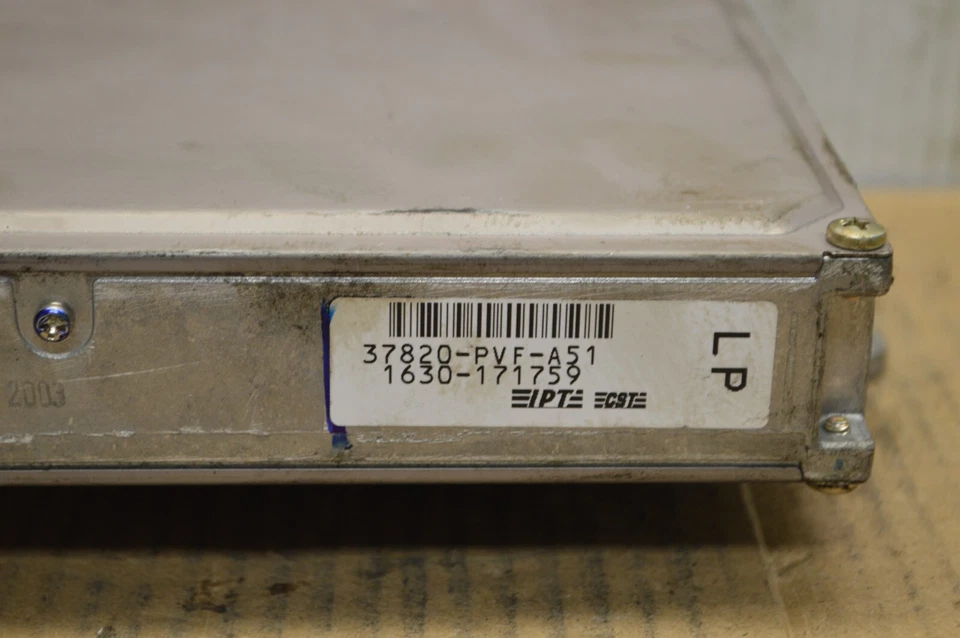 37820-PVF-A51
1630-171759
IPT CST
LP
2003